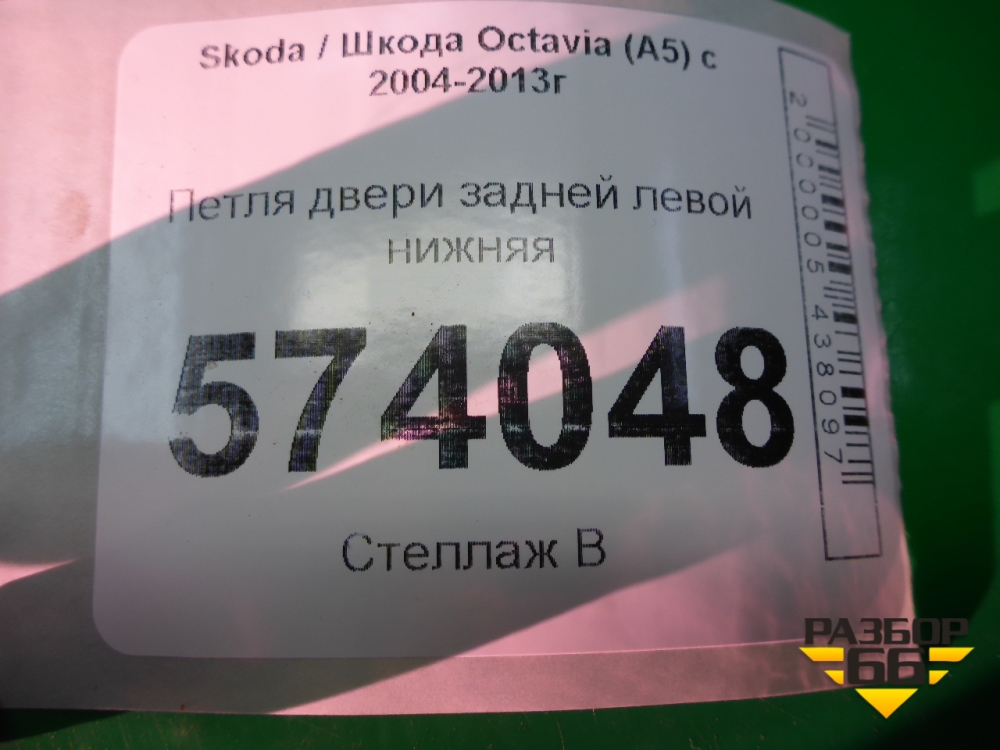 Skoda / Шкода Octavia (A5) с
2004-2013г
Петля двери задней левой
нижняя
574048
Стеллаж В
2000005438097
РАЗБОР
66